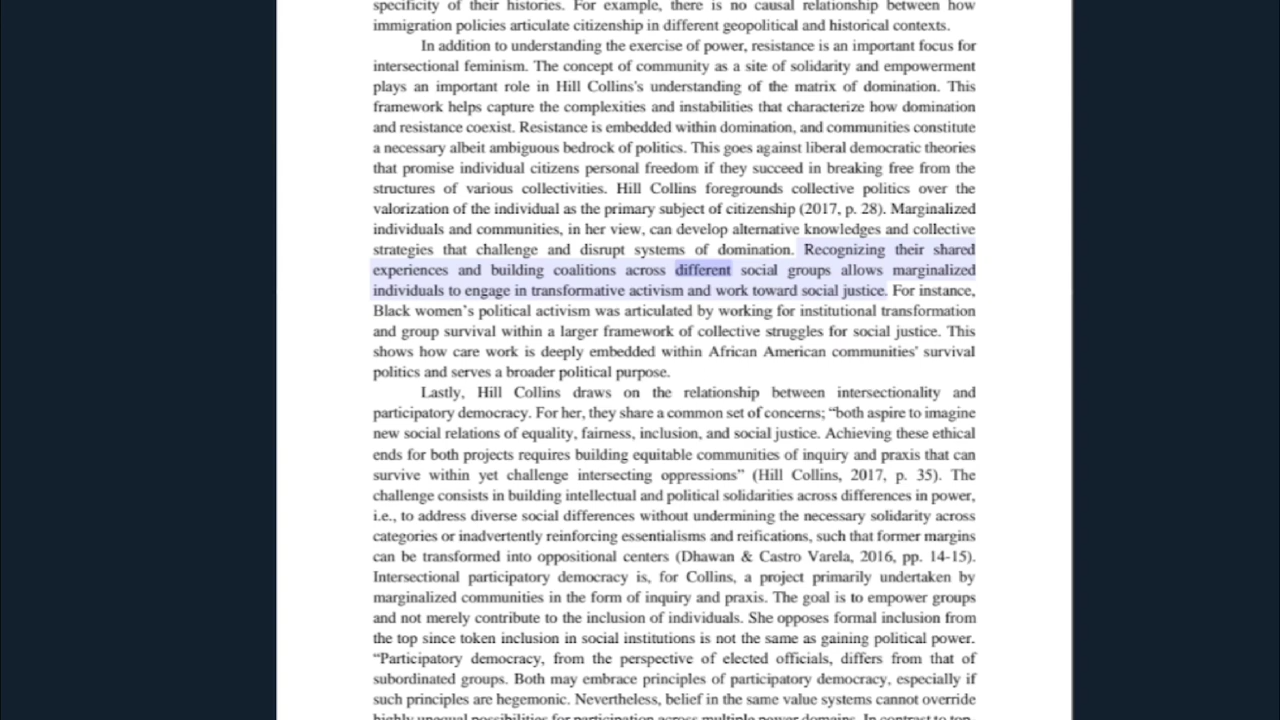 specificity of their histories. For example, there is no causal relationship between how
immigration policies articulate citizenship in different geopolitical and historical contexts.
In addition to understanding the exercise of power, resistance is an important focus for
intersectional feminism. The concept of community as a site of solidarity and empowerment
plays an important role in Hill Collins's understanding of the matrix of domination. This
framework helps capture the complexities and instabilities that characterize how domination
and resistance coexist. Resistance is embedded within domination, and communities constitute
a necessary albeit ambiguous bedrock of politics. This goes against liberal democratic theories
that promise individual citizens personal freedom if they succeed in breaking free from the
structures of various collectivities. Hill Collins foregrounds collective politics over the
valorization of the individual as the primary subject of citizenship (2017, p. 28). Marginalized
individuals and communities, in her view, can develop alternative knowledges and collective
strategies that challenge and disrupt systems of domination. Recognizing their shared
experiences and building coalitions across different social groups allows marginalized
individuals to engage in transformative activism and work toward social justice. For instance,
Black women's political activism was articulated by working for institutional transformation
and group survival within a larger framework of collective struggles for social justice. This
shows how care work is deeply embedded within African American communities' survival
politics and serves a broader political purpose.
Lastly, Hill Collins draws on the relationship between intersectionality and
participatory democracy. For her, they share a common set of concerns; “both aspire to imagine
new social relations of equality, fairness, inclusion, and social justice. Achieving these ethical
ends for both projects requires building equitable communities of inquiry and praxis that can
survive within yet challenge intersecting oppressions” (Hill Collins, 2017, p. 35). The
challenge consists in building intellectual and political solidarities across differences in power,
i.e., to address diverse social differences without undermining the necessary solidarity across
categories or inadvertently reinforcing essentialisms and reifications, such that former margins
can be transformed into oppositional centers (Dhawan & Castro Varela, 2016, pp. 14-15).
Intersectional participatory democracy is, for Collins, a project primarily undertaken by
marginalized communities in the form of inquiry and praxis. The goal is to empower groups
and not merely contribute to the inclusion of individuals. She opposes formal inclusion from
the top since token inclusion in social institutions is not the same as gaining political power.
“Participatory democracy, from the perspective of elected officials, differs from that of
subordinated groups. Both may embrace principles of participatory democracy, especially if
such principles are hegemonic. Nevertheless, belief in the same value systems cannot override
highly unequal possibilities for participation across multiple power domains. In contrast to top-